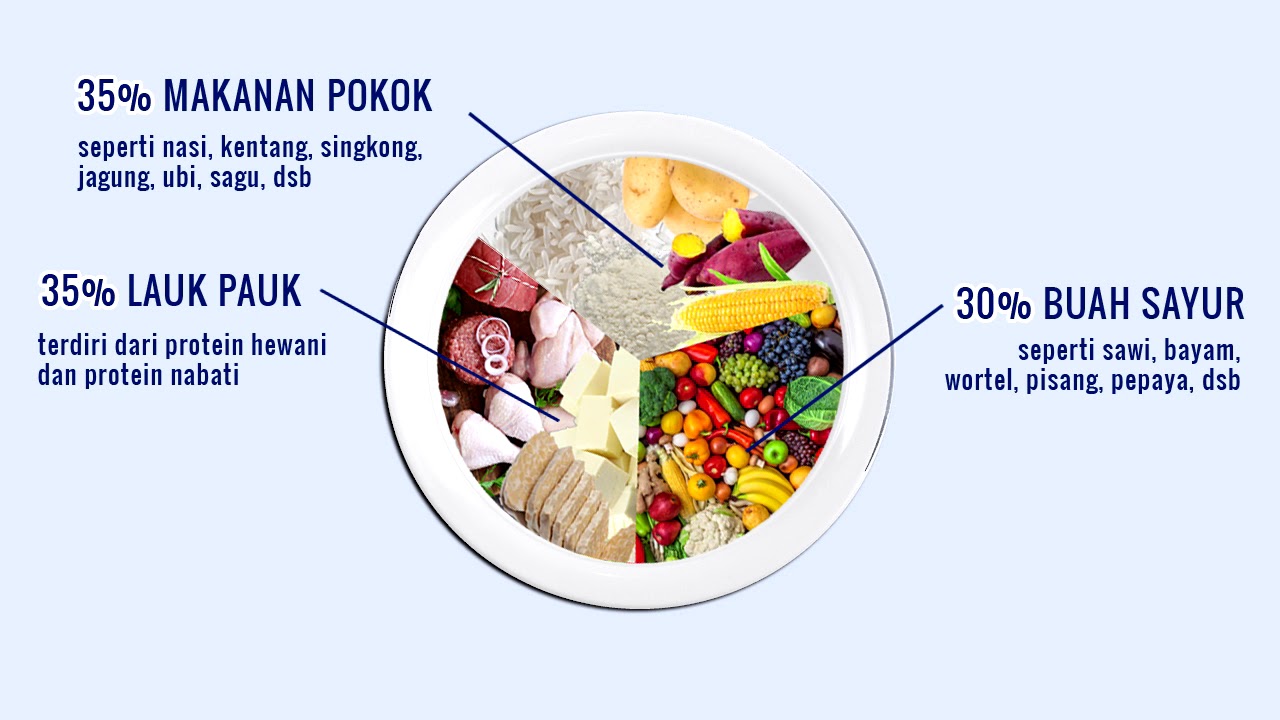 35% MAKANAN POKOK
seperti nasi, kentang, singkong,
jagung, ubi, sagu, dsb
35% LAUK PAUK
terdiri dari protein hewani
dan protein nabati
30% BUAH SAYUR
seperti sawi, bayam,
wortel, pisang, pepaya, dsb